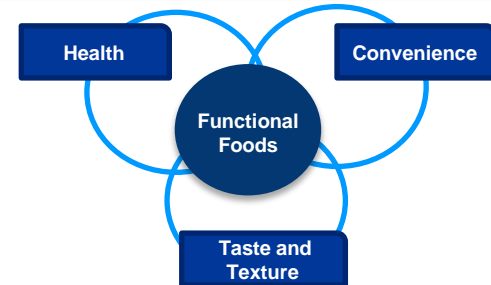 Health
Convenience
Functional
Foods
Taste and
Texture